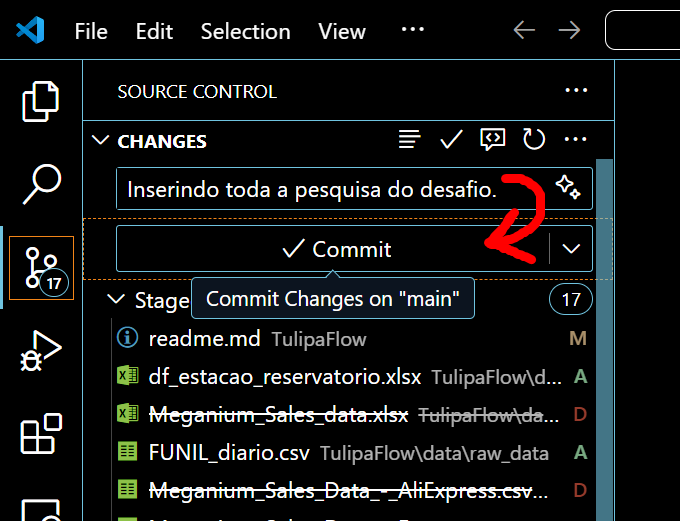 File Edit Selection View ...
SOURCE CONTROL ...
CHANGES ...
Inserindo toda a pesquisa do desafio.
Commit
17
Commit Changes on "main"
Stage 17
readme.md TulipaFlow M
df_estacao_reservatorio.xlsx TulipaFlow\d... A
Meganium_Sales_data.xlsx TulipaFlow\da... D
FUNIL_diario.csv TulipaFlow\data\raw_data A
Meganium_Sales_Data_-_AliExpress.csv... D